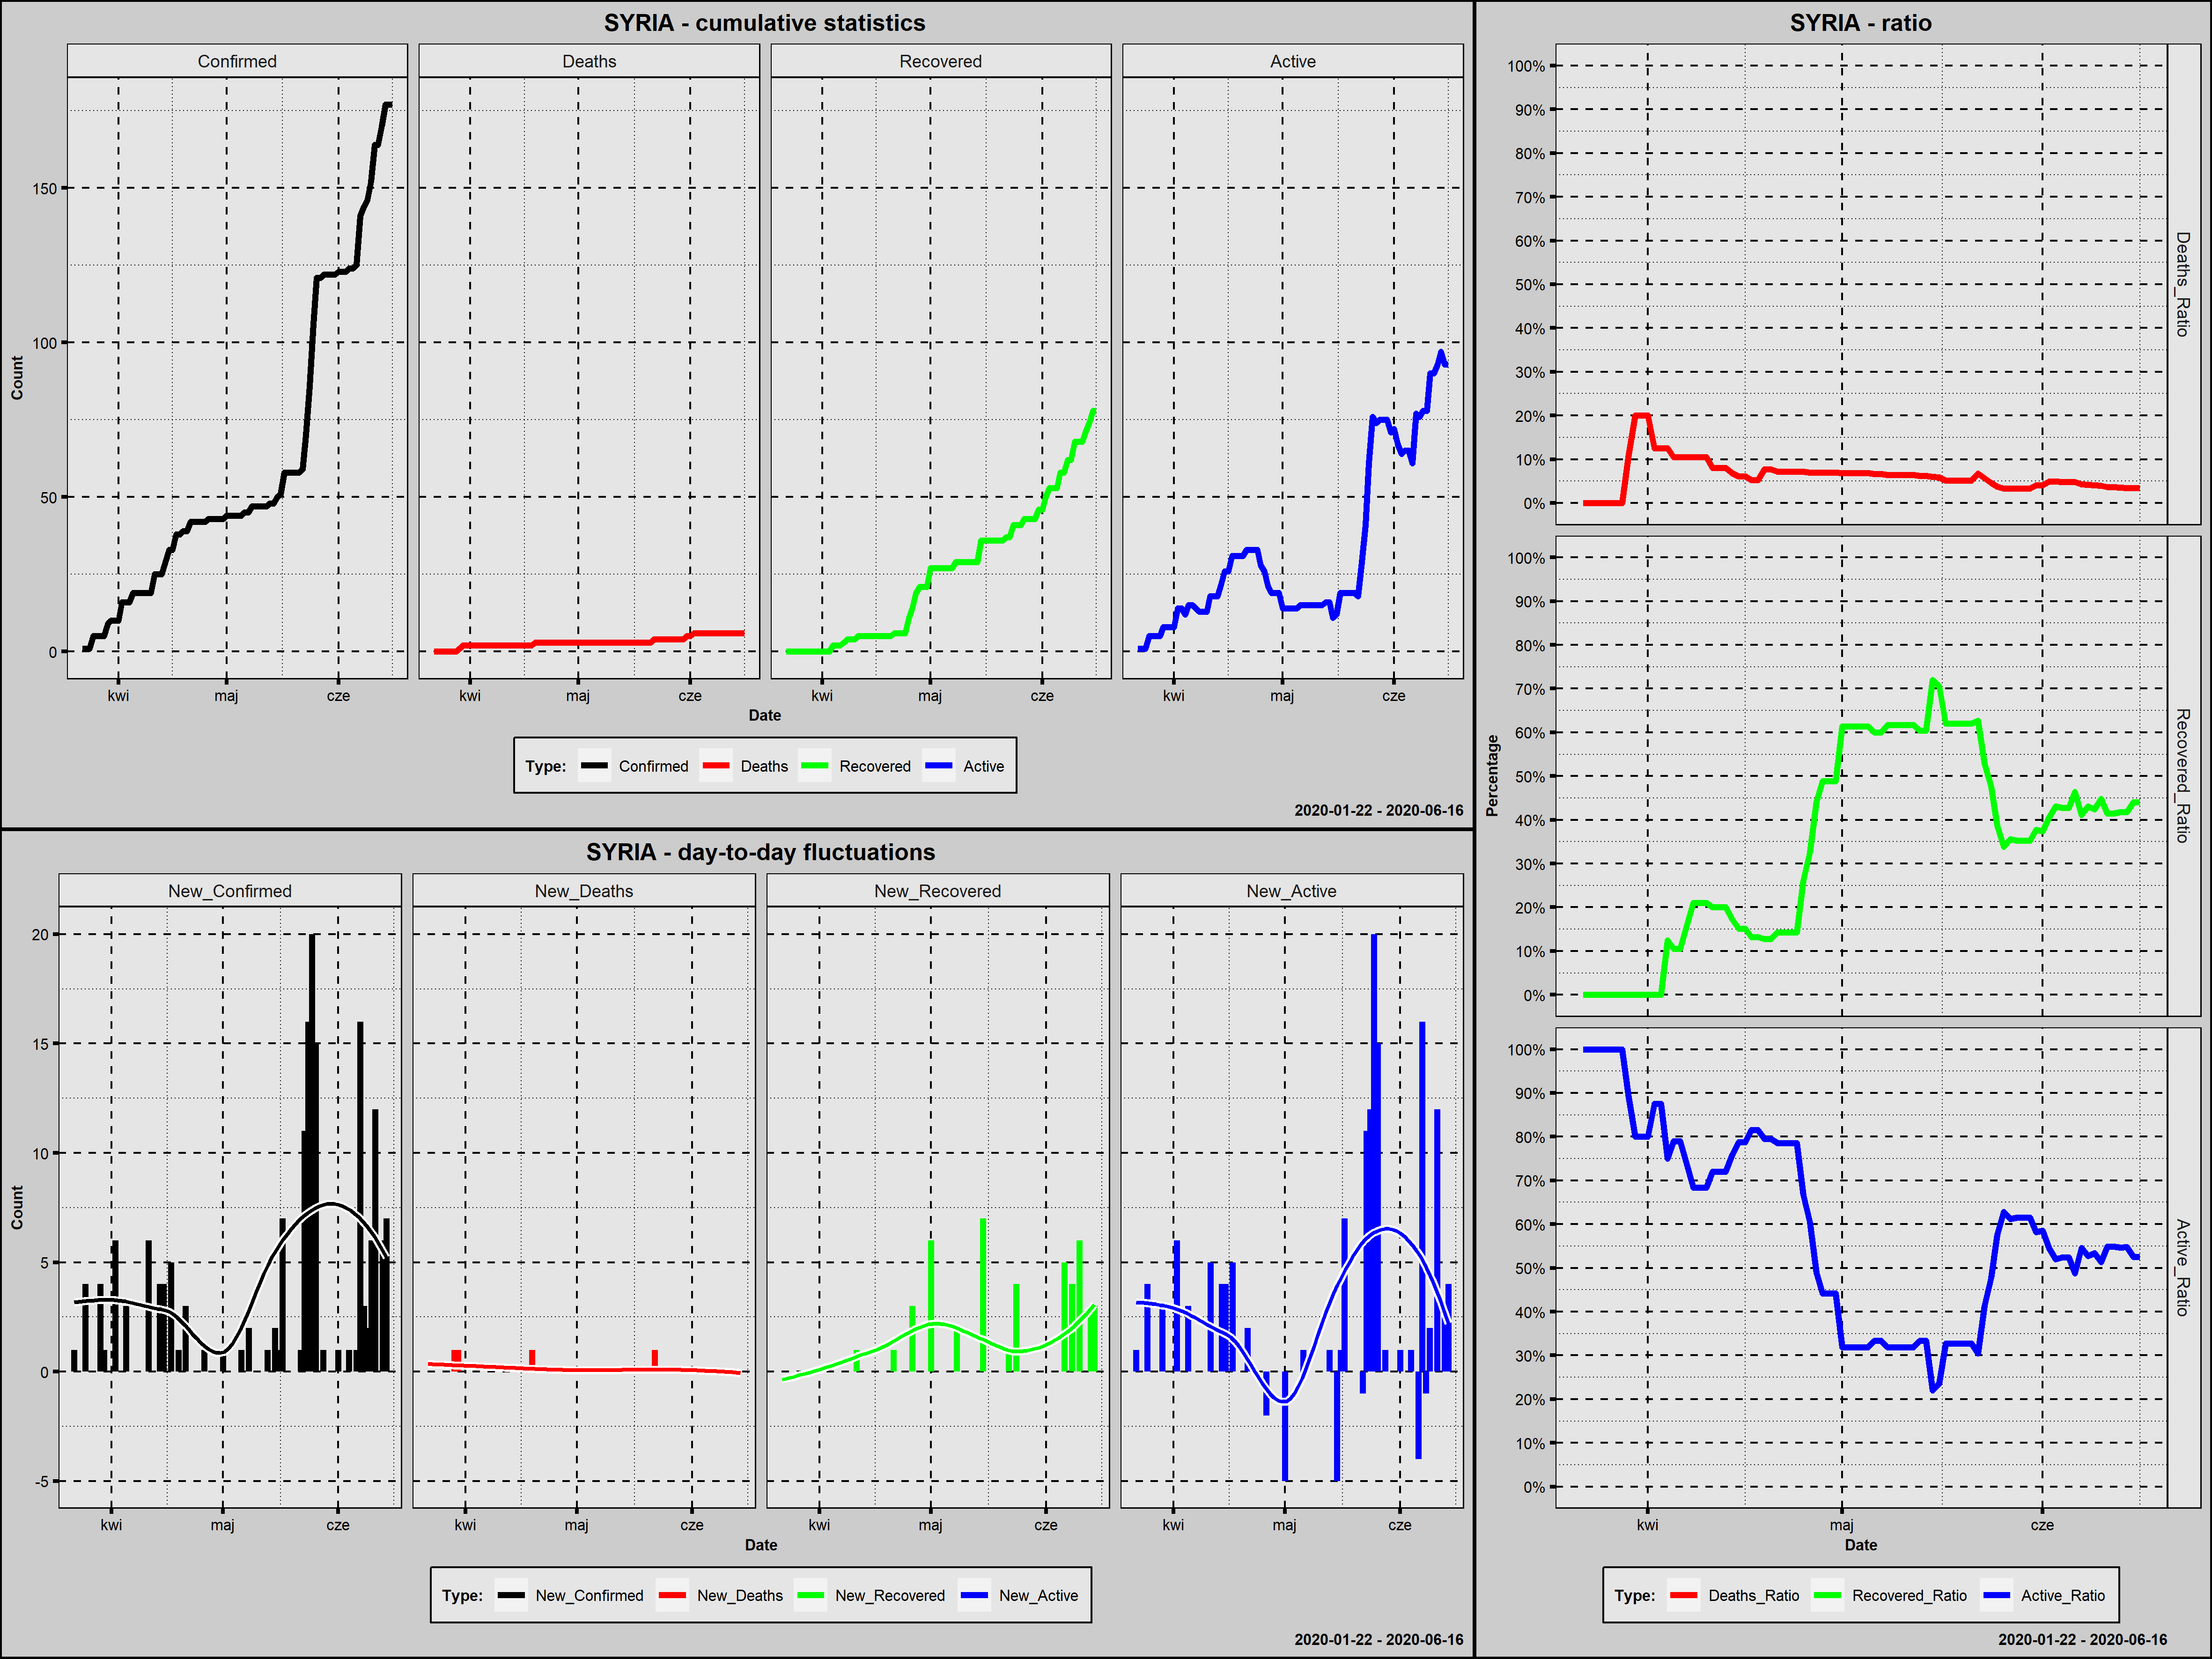 SYRIA - cumulative statistics
Confirmed Deaths Recovered Active
Count
150
100
50
0
kwi maj cze kwi maj cze kwi maj cze kwi maj cze
Date
Type: Confirmed Deaths Recovered Active
2020-01-22 - 2020-06-16
SYRIA - day-to-day fluctuations
New_Confirmed New_Deaths New_Recovered New_Active
Count
20
15
10
5
0
-5
kwi maj cze kwi maj cze kwi maj cze kwi maj cze
Date
Type: New_Confirmed New_Deaths New_Recovered New_Active
2020-01-22 - 2020-06-16
SYRIA - ratio
Percentage
100%
90%
80%
70%
60%
50%
40%
30%
20%
10%
0%
Deaths_Ratio
100%
90%
80%
70%
60%
50%
40%
30%
20%
10%
0%
Recovered_Ratio
100%
90%
80%
70%
60%
50%
40%
30%
20%
10%
0%
Active_Ratio
kwi maj cze
Date
Type: Deaths_Ratio Recovered_Ratio Active_Ratio
2020-01-22 - 2020-06-16